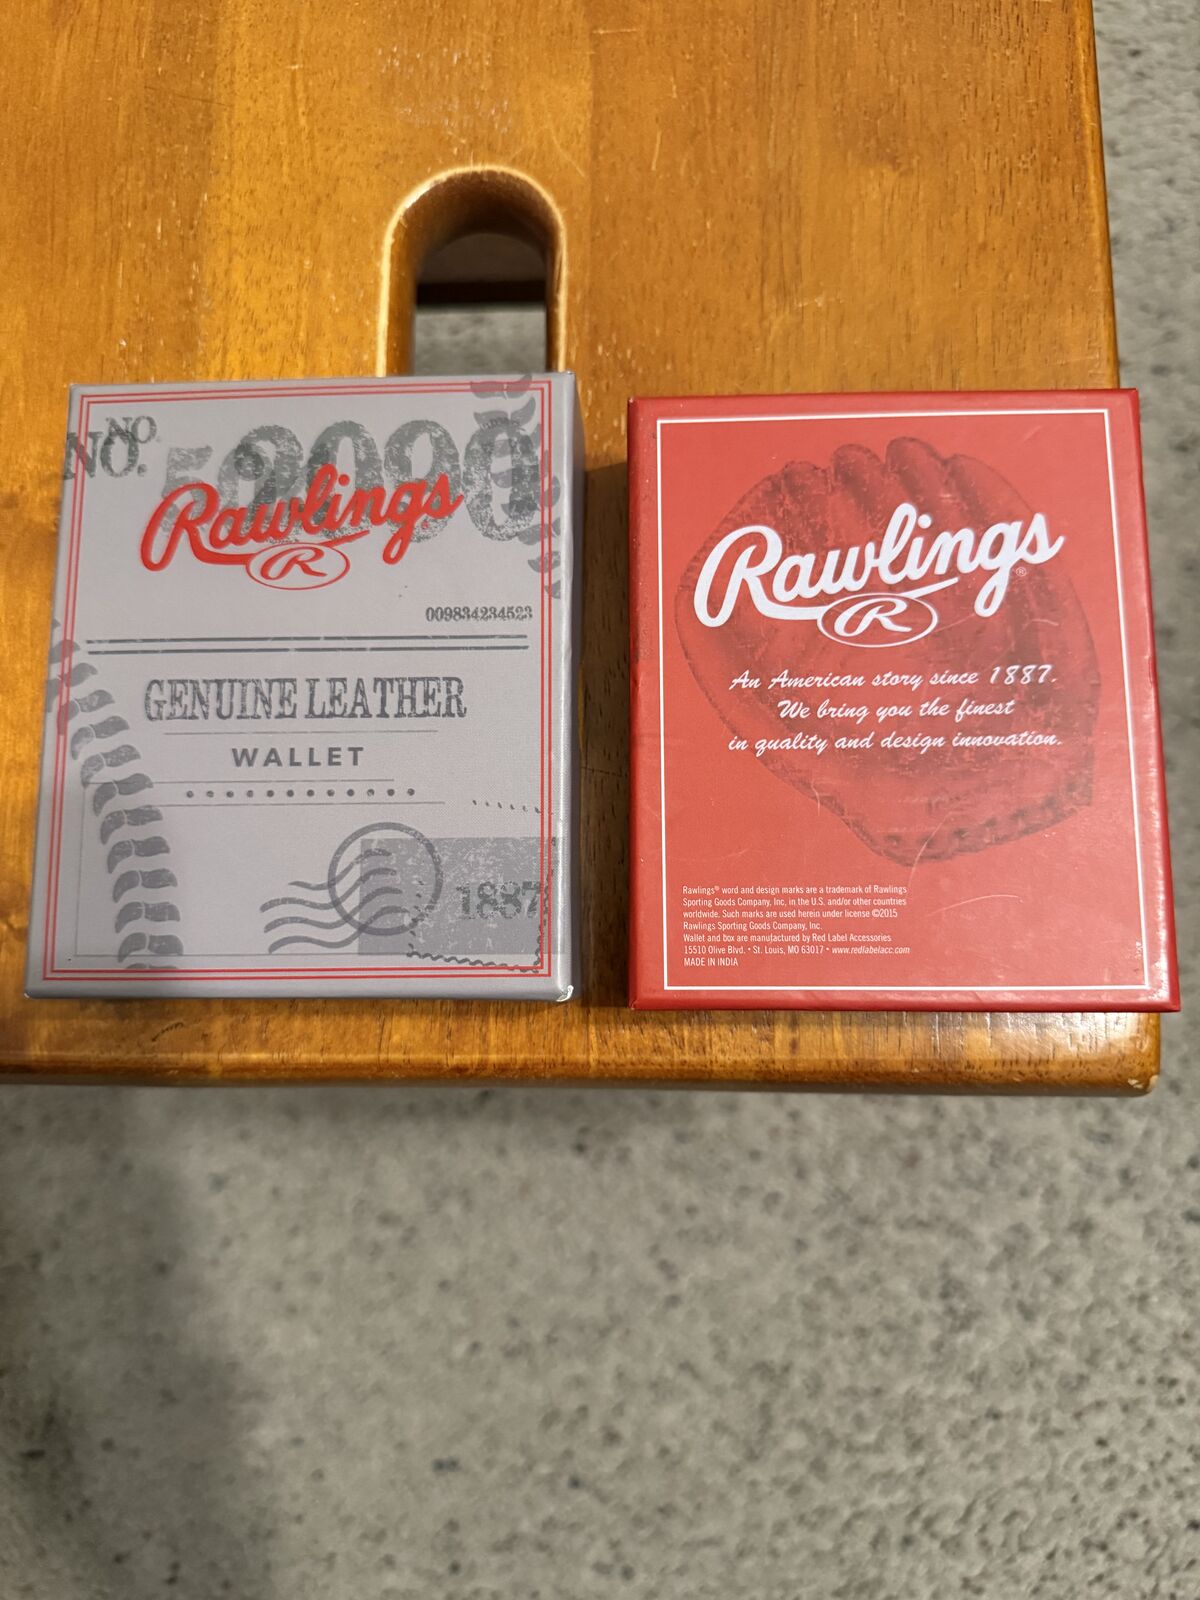 NO.
NO.
Rawlings
R
009834234523
GENUINE LEATHER
WALLET
1887
Rawlings®
R
An American story since 1887.
We bring you the finest
in quality and design innovation.
Rawlings® word and design marks are a trademark of Rawlings
Sporting Goods Company, Inc. in the U.S. and/or other countries
worldwide. Such marks are used herein under license ©2015
Rawlings Sporting Goods Company, Inc.
Wallet and box are manufactured by Red Label Accessories
15510 Olive Blvd. • St. Louis, MO 63017 • www.redlabelacc.com
MADE IN INDIA